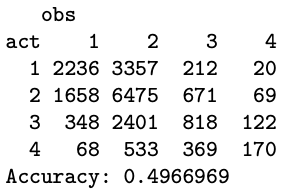 obs
act 1 2 3 4
1 2236 3357 212 20
2 1658 6475 671 69
3 348 2401 818 122
4 68 533 369 170
Accuracy: 0.4966969